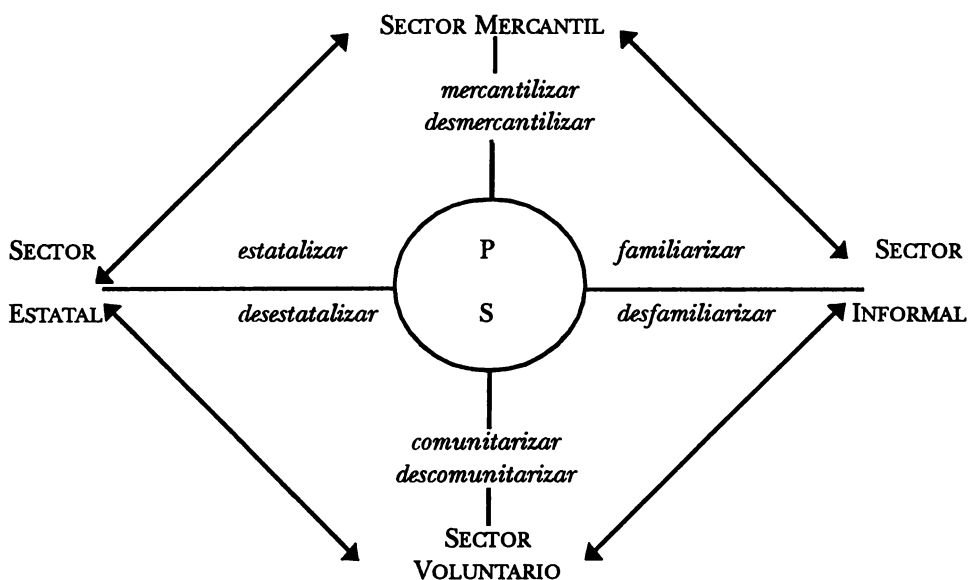 SECTOR MERCANTIL
mercantilizar
desmercantilizar
SECTOR
estatalizar
P
familiarizar
SECTOR
ESTATAL
desestatalizar
S
desfamiliarizar
INFORMAL
comunitarizar
descomunitarizar
SECTOR
VOLUNTARIO